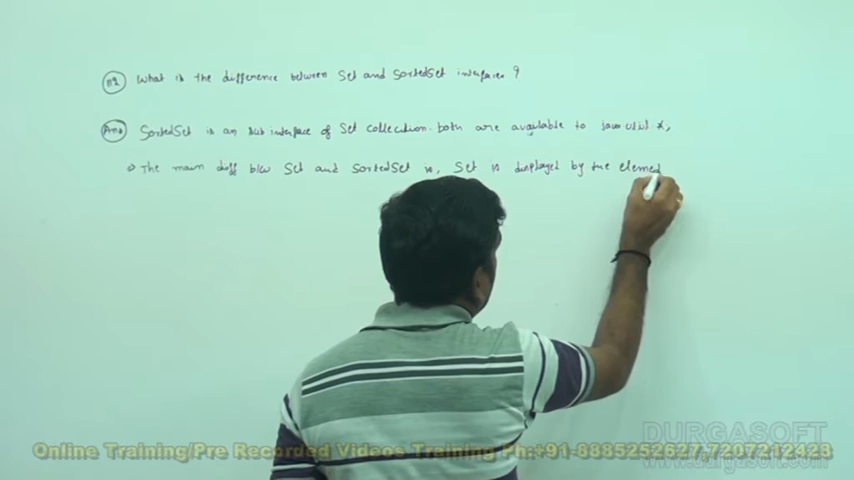 112 What is the difference between Set and SortedSet interfaces ?
Ans SortedSet is an sub interface of Set collection. both are available to java.util.*;
The main diff b/w Set and SortedSet is, Set is displayed by the elemen
DURGASOFT
Online Training/Pre Recorded Videos Training Ph:+91-8885252627,7207212428
www.durgasoft.com